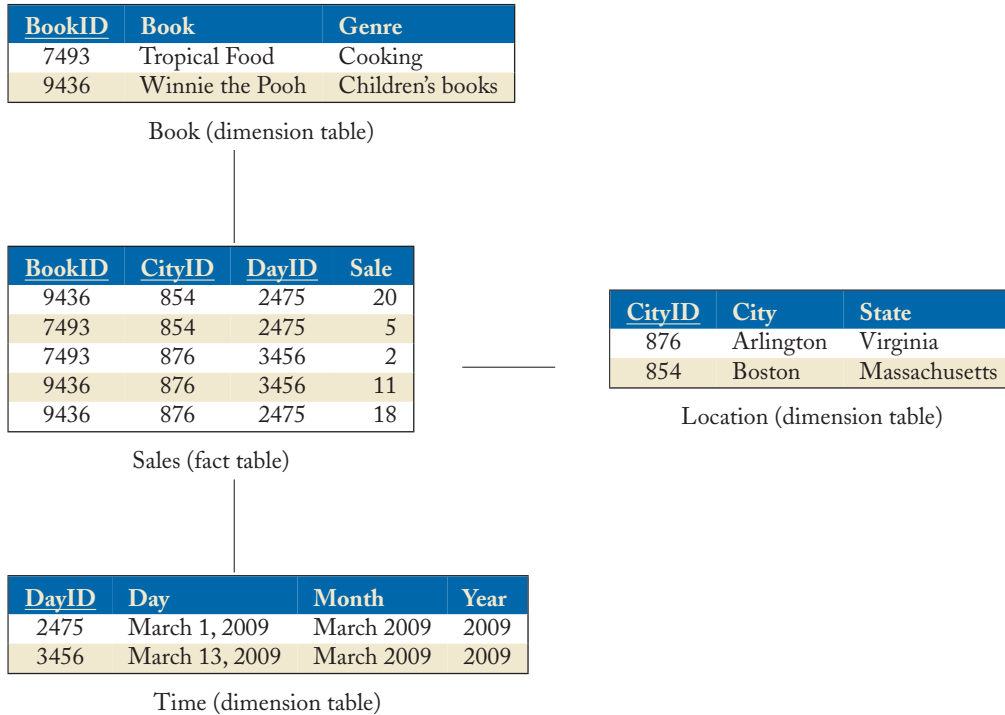 BookID Book Genre
7493 Tropical Food Cooking
9436 Winnie the Pooh Children's books
Book (dimension table)
BookID CityID DayID Sale
9436 854 2475 20
7493 854 2475 5
7493 876 3456 2
9436 876 3456 11
9436 876 2475 18
Sales (fact table)
CityID City State
876 Arlington Virginia
854 Boston Massachusetts
Location (dimension table)
DayID Day Month Year
2475 March 1, 2009 March 2009 2009
3456 March 13, 2009 March 2009 2009
Time (dimension table)